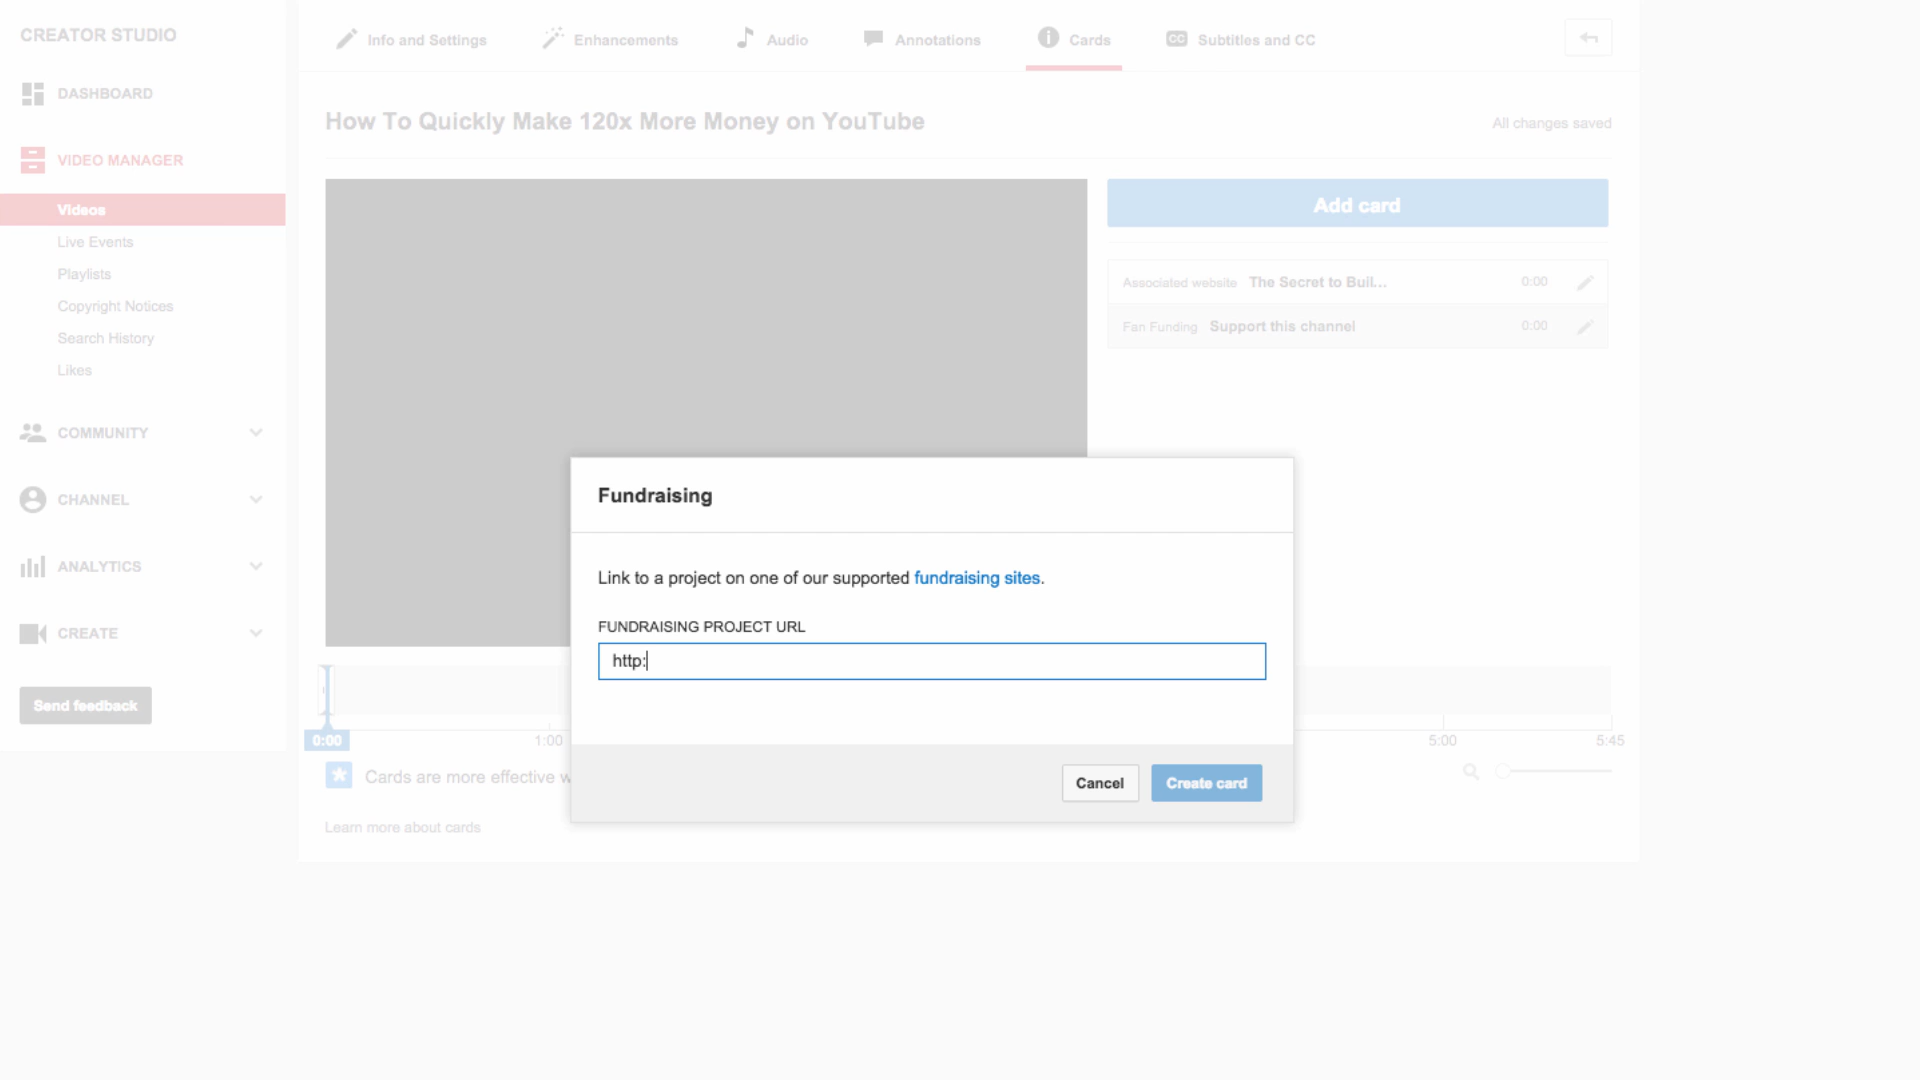 CREATOR STUDIO
DASHBOARD
VIDEO MANAGER
Videos
Live Events
Playlists
Copyright Notices
Search History
Likes
COMMUNITY
CHANNEL
ANALYTICS
CREATE
Send feedback
Info and Settings
Enhancements
Audio
Annotations
Cards
CC Subtitles and CC
How To Quickly Make 120x More Money on YouTube
All changes saved
Add card
Associated website The Secret to Buil... 0:00
Fan Funding Support this channel 0:00
Fundraising
Link to a project on one of our supported fundraising sites.
FUNDRAISING PROJECT URL
http:
Cancel
Create card
0:00
1:00
5:00
5:45
Cards are more effective w
Learn more about cards